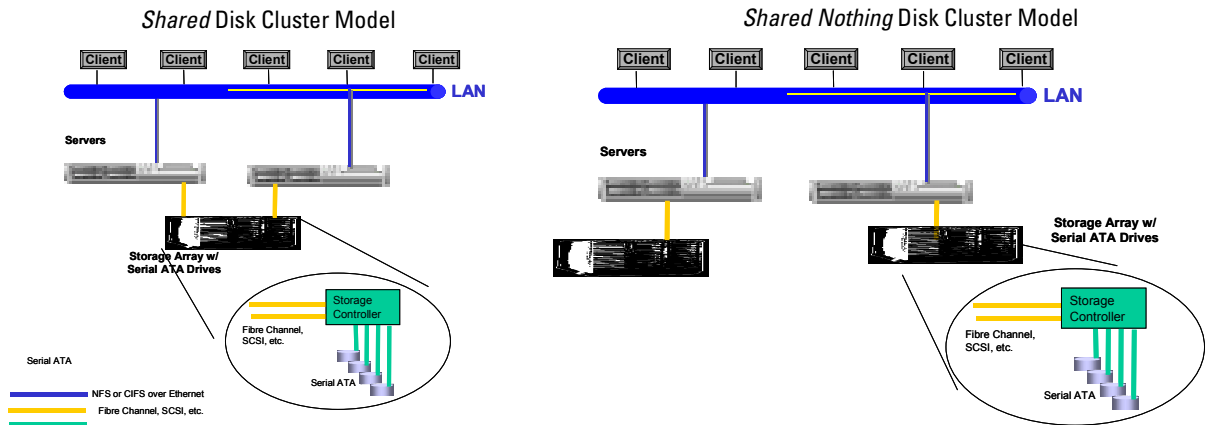 Shared Disk Cluster Model
Client
Client
Client
Client
Client
LAN
Servers
Storage Array w/
Serial ATA Drives
Storage
Controller
Fibre Channel,
SCSI, etc.
Serial ATA
Serial ATA
NFS or CIFS over Ethernet
Fibre Channel, SCSI, etc.
Shared Nothing Disk Cluster Model
Client
Client
Client
Client
Client
LAN
Servers
Storage Array w/
Serial ATA Drives
Storage
Controller
Fibre Channel,
SCSI, etc.
Serial ATA